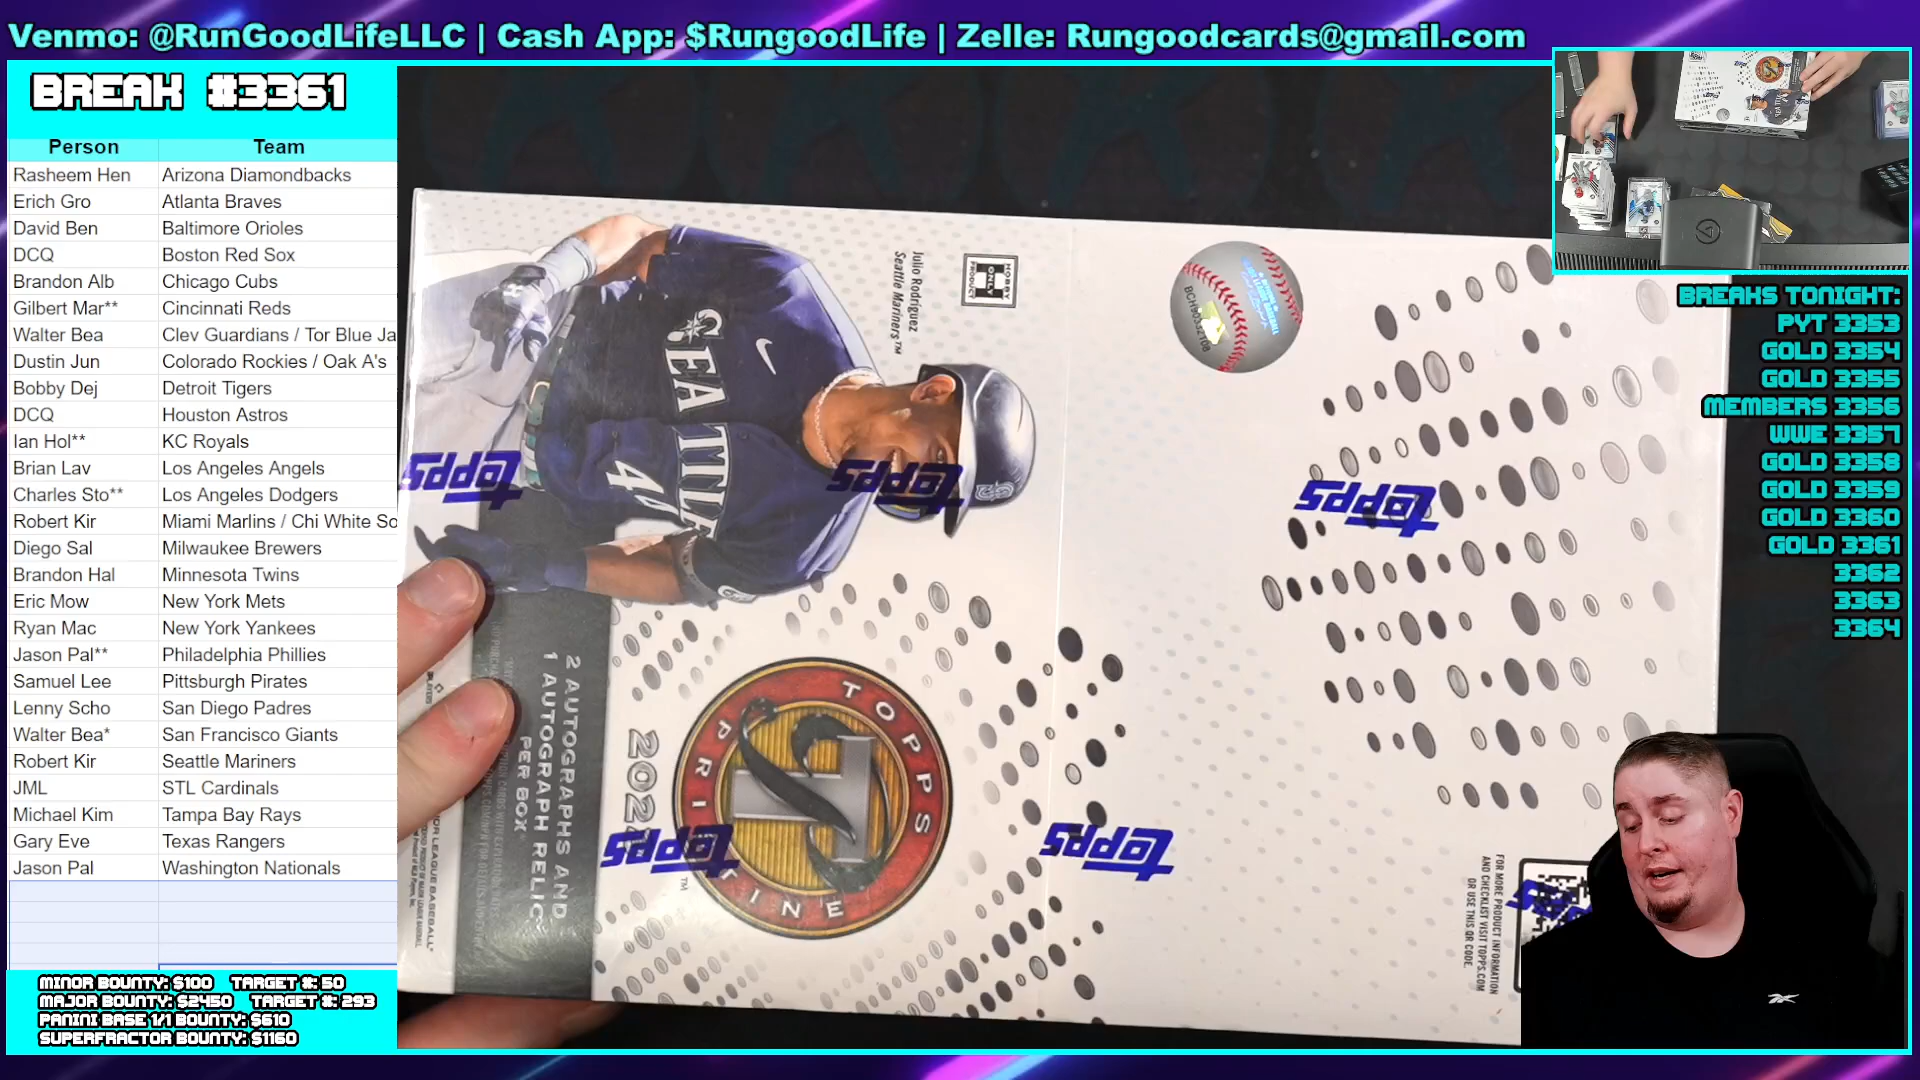 Venmo: @RunGoodLifeLLC | Cash App: $RungoodLife | Zelle: Rungoodcards@gmail.com
BREAK #3361
Person Team
Rasheem Hen Arizona Diamondbacks
Erich Gro Atlanta Braves
David Ben Baltimore Orioles
DCQ Boston Red Sox
Brandon Alb Chicago Cubs
Gilbert Mar** Cincinnati Reds
Walter Bea Clev Guardians / Tor Blue Ja
Dustin Jun Colorado Rockies / Oak A's
Bobby Dej Detroit Tigers
DCQ Houston Astros
Ian Hol** KC Royals
Brian Lav Los Angeles Angels
Charles Sto** Los Angeles Dodgers
Robert Kir Miami Marlins / Chi White So
Diego Sal Milwaukee Brewers
Brandon Hal Minnesota Twins
Eric Mow New York Mets
Ryan Mac New York Yankees
Jason Pal** Philadelphia Phillies
Samuel Lee Pittsburgh Pirates
Lenny Scho San Diego Padres
Walter Bea* San Francisco Giants
Robert Kir Seattle Mariners
JML STL Cardinals
Michael Kim Tampa Bay Rays
Gary Eve Texas Rangers
Jason Pal Washington Nationals
MINOR BOUNTY: $100 TARGET #: 50
MAJOR BOUNTY: $2450 TARGET #: 293
PANINI BASE 1/1 BOUNTY: $610
SUPERFRACTOR BOUNTY: $1160
BREAKS TONIGHT:
PYT 3353
GOLD 3354
GOLD 3355
MEMBERS 3356
WWE 3357
GOLD 3358
GOLD 3359
GOLD 3360
GOLD 3361
3362
3363
3364
Julio Rodríguez
Seattle Mariners™
HOBBY
ONLY
PRODUCT
SEATTLE
44
topps
topps
topps
topps
topps
TOPPS
PRISTINE
2 AUTOGRAPHS AND
1 AUTOGRAPH RELIC
PER BOX
FOR MORE PRODUCT INFORMATION
AND CHECKLIST VISIT TOPPS.COM
OR USE THIS QR CODE.